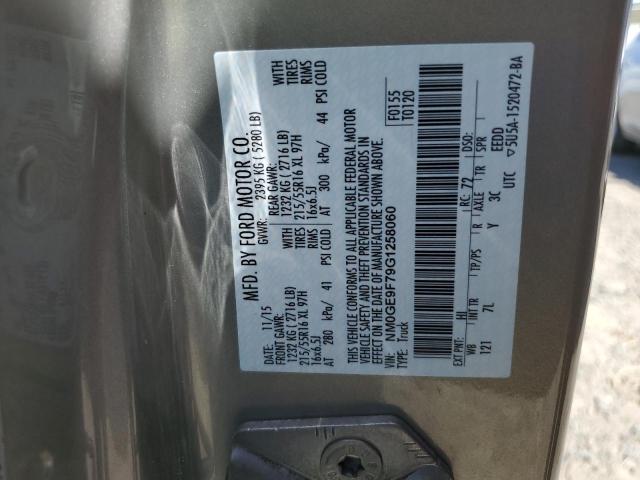 MFD. BY FORD MOTOR CO.
DATE: 11/15
GVWR: 2395 KG ( 5280 LB)
FRONT GAWR: 1232 KG ( 2716 LB)
REAR GAWR: 1232 KG ( 2716 LB)
215/55R16 XL 97H
WITH TIRES
215/55R16 XL 97H
WITH TIRES
16x6.5J
RIMS
16x6.5J
RIMS
AT 280 kPa/ 41 PSI COLD
AT 300 kPa/ 44 PSI COLD
THIS VEHICLE CONFORMS TO ALL APPLICABLE FEDERAL MOTOR
VEHICLE SAFETY AND THEFT PREVENTION STANDARDS IN
EFFECT ON THE DATE OF MANUFACTURE SHOWN ABOVE.
VIN: NM0GE9F79G1258060
TYPE: Truck
F0155
T0120
EXT PNT: HI RC: 72 DSO:
WB INT TR TP/PS R AXLE TR SPR
121 7L Y 3C EEDD
UTC ▽5U5A-1520472-BA